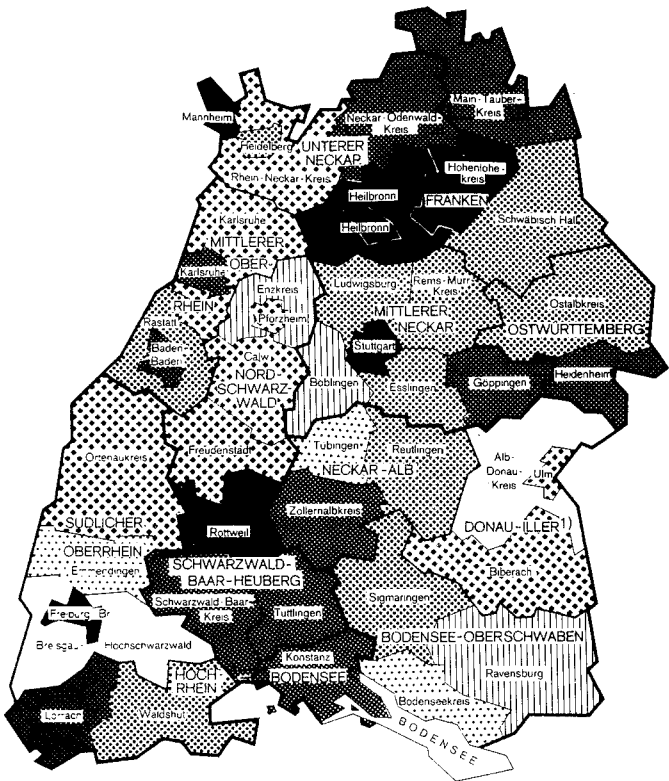 Mannheim
Neckar-Odenwald-
Kreis
Main-Tauber-
Kreis
Heidelberg
UNTERER
NECKAR
Rhein-Neckar-Kreis
Hohenlohe-
kreis
Heilbronn
FRANKEN
Heilbronn
Schwäbisch Hall
Karlsruhe
MITTLERER
OBER-
Karlsruhe
RHEIN
Enzkreis
Pforzheim
Ludwigsburg
Rems-Murr-
Kreis
MITTLERER
NECKAR
Ostalbkreis
OSTWÜRTTEMBERG
Rastatt
Baden-
Baden
Calw
NORD-
SCHWARZ-
WALD
Stuttgart
Böblingen
Esslingen
Göppingen
Heidenheim
Ortenaukreis
Freudenstadt
Tübingen
Reutlingen
NECKAR-ALB
Alb-
Donau-
Kreis
Ulm
DONAU-ILLER1)
SÜDLICHER
OBERRHEIN
Emmendingen
Rottweil
Zollernalbkreis
SCHWARZWALD-
BAAR-HEUBERG
Schwarzwald-Baar-
Kreis
Tuttlingen
Sigmaringen
Biberach
Freiburg i Br
Breisgau-
Hochschwarzwald
BODENSEE-OBERSCHWABEN
Ravensburg
Konstanz
HOCH
RHEIN
BODENSEE
Lörrach
Waldshut
Bodenseekreis
BODENSEE